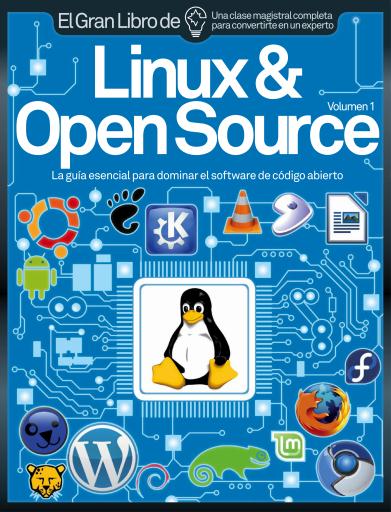 El Gran Libro de
Una clase magistral completa
para convertirte en un experto
Linux &
Open Source
Volumen 1
La guía esencial para dominar el software de código abierto